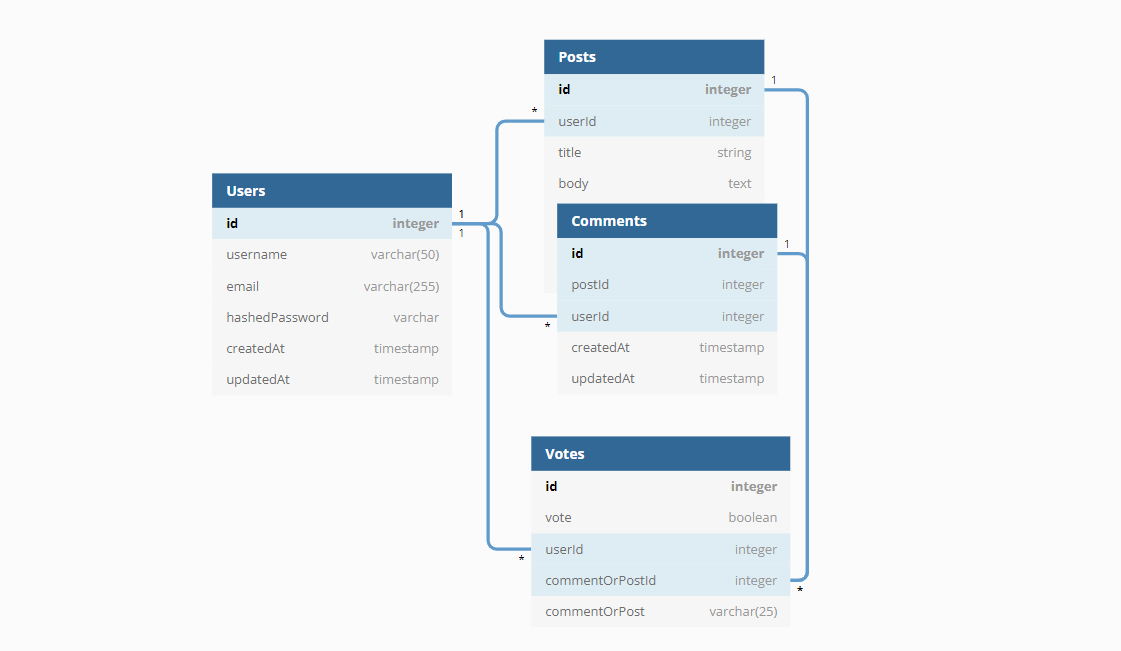 Posts
id integer
userId integer
title string
body text
Users
id integer
username varchar(50)
email varchar(255)
hashedPassword varchar
createdAt timestamp
updatedAt timestamp
Comments
id integer
postId integer
userId integer
createdAt timestamp
updatedAt timestamp
Votes
id integer
vote boolean
userId integer
commentOrPostId integer
commentOrPost varchar(25)
1
*
1
1
1
*
*
*